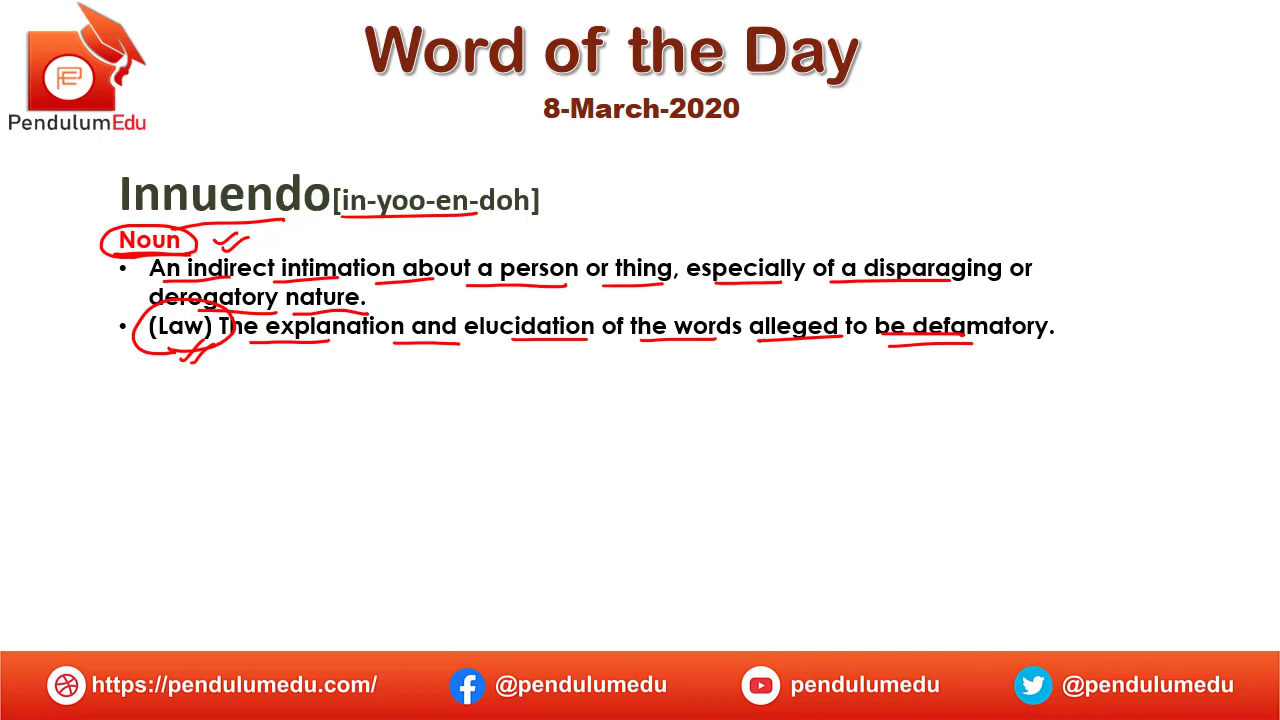 PendulumEdu
Word of the Day
8-March-2020
Innuendo[in-yoo-en-doh]
Noun
• An indirect intimation about a person or thing, especially of a disparaging or
derogatory nature.
• (Law) The explanation and elucidation of the words alleged to be defamatory.
https://pendulumedu.com/ @pendulumedu pendulumedu @pendulumedu